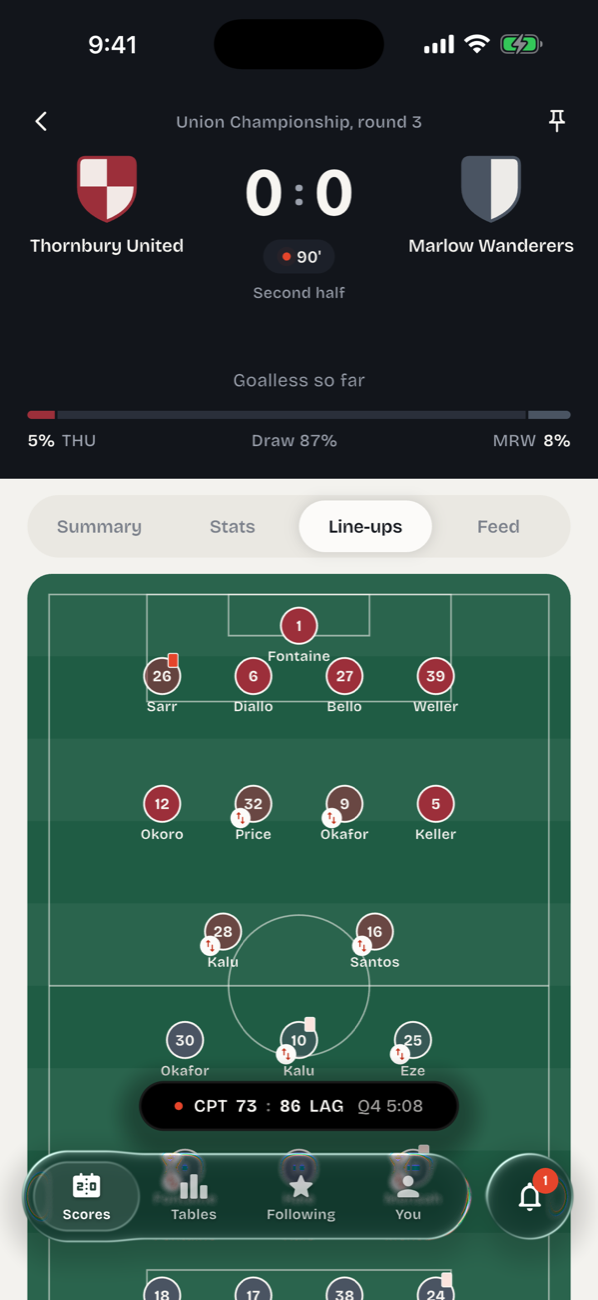 9:41
Union Championship, round 3
0 : 0
Thornbury United
Marlow Wanderers
90'
Second half
Goalless so far
5% THU
Draw 87%
MRW 8%
Summary
Stats
Line-ups
Feed
1
Fontaine
26
6
27
39
Sarr
Diallo
Bello
Weller
12
32
9
5
Okoro
Price
Okafor
Keller
28
16
Kalu
Santos
30
10
25
Okafor
Kalu
Eze
CPT 73 : 86 LAG Q4 5:08
2:0
1
Scores
Tables
Following
You
18
17
38
24